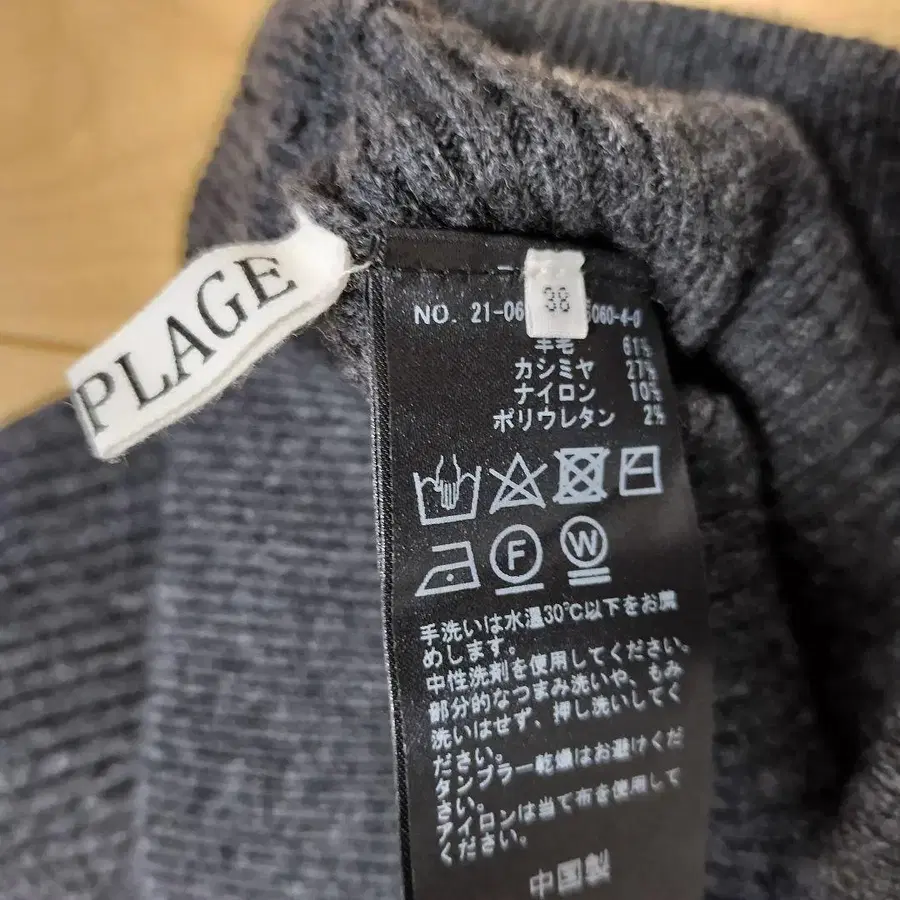 PLAGE
38
NO. 21-06 5060-4-0
羊毛 61%
カシミヤ 27%
ナイロン 10%
ポリウレタン 2%
F W
手洗いは水温30℃以下をお薦
めします。
中性洗剤を使用してください。
部分的なつまみ洗いや、もみ
洗いはせず、押し洗いしてく
ださい。
タンブラー乾燥はお避けくだ
さい。
アイロンは当て布を使用して
ください。
中国製